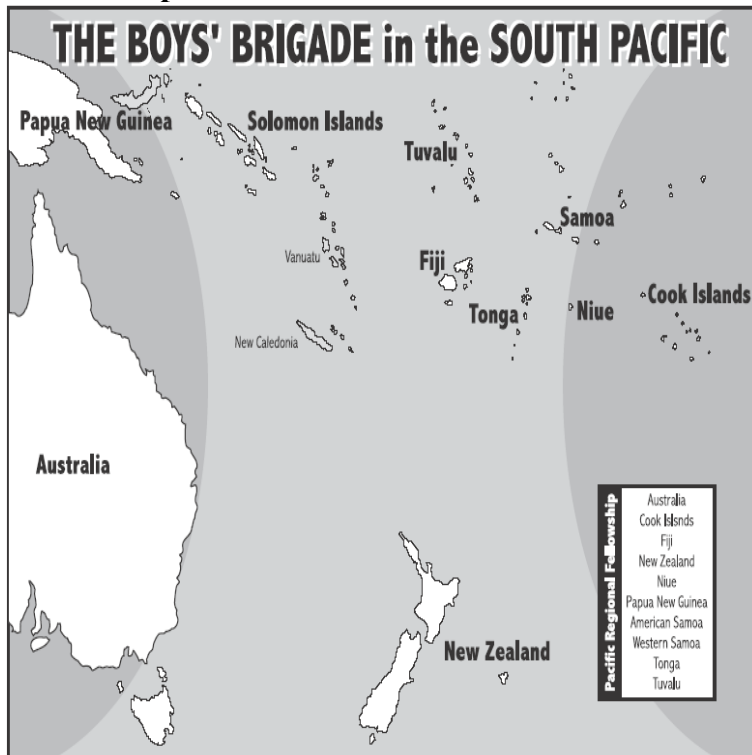 THE BOYS' BRIGADE in the SOUTH PACIFIC
Papua New Guinea
Solomon Islands
Tuvalu
Samoa
Vanuatu
Fiji
Tonga
Niue
Cook Islands
New Caledonia
Australia
New Zealand
Pacific Regional Fellowship
Australia
Cook Islsnds
Fiji
New Zealand
Niue
Papua New Guinea
American Samoa
Western Samoa
Tonga
Tuvalu